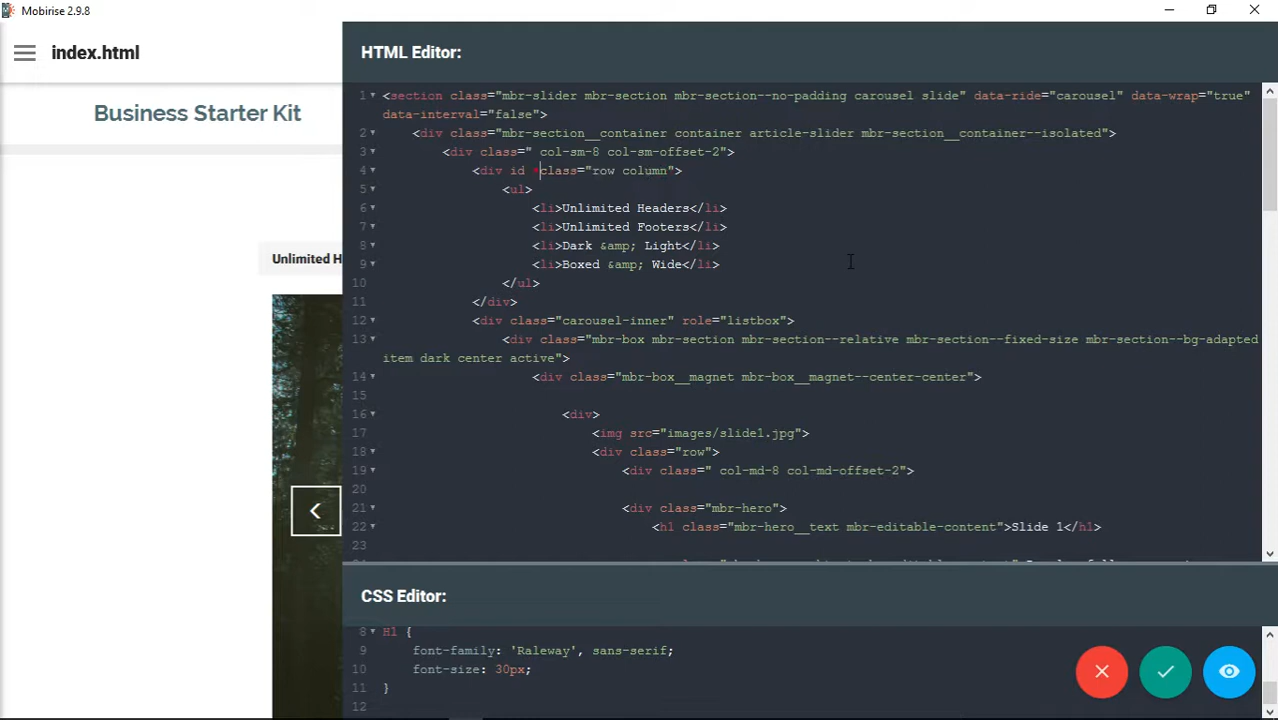 Mobirise 2.9.8
index.html
HTML Editor:
Business Starter Kit
1 <section class="mbr-slider mbr-section mbr-section--no-padding carousel slide" data-ride="carousel" data-wrap="true"
data-interval="false">
2 <div class="mbr-section__container container article-slider mbr-section__container--isolated">
3 <div class=" col-sm-8 col-sm-offset-2">
4 <div id class="row column">
5 <ul>
6 <li>Unlimited Headers</li>
7 <li>Unlimited Footers</li>
8 <li>Dark &amp; Light</li>
9 <li>Boxed &amp; Wide</li>
10 </ul>
11 </div>
12 <div class="carousel-inner" role="listbox">
13 <div class="mbr-box mbr-section mbr-section--relative mbr-section--fixed-size mbr-section--bg-adapted
item dark center active">
14 <div class="mbr-box__magnet mbr-box__magnet--center-center">
15
16 <div>
17 <img src="images/slide1.jpg">
18 <div class="row">
19 <div class=" col-md-8 col-md-offset-2">
20
21 <div class="mbr-hero">
22 <h1 class="mbr-hero__text mbr-editable-content">Slide 1</h1>
23
Unlimited H
CSS Editor:
8 H1 {
9 font-family: 'Raleway', sans-serif;
10 font-size: 30px;
11 }
12